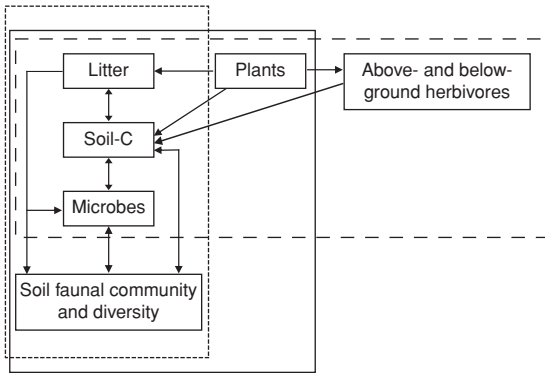 Litter
Plants
Above- and below-
ground herbivores
Soil-C
Microbes
Soil faunal community
and diversity